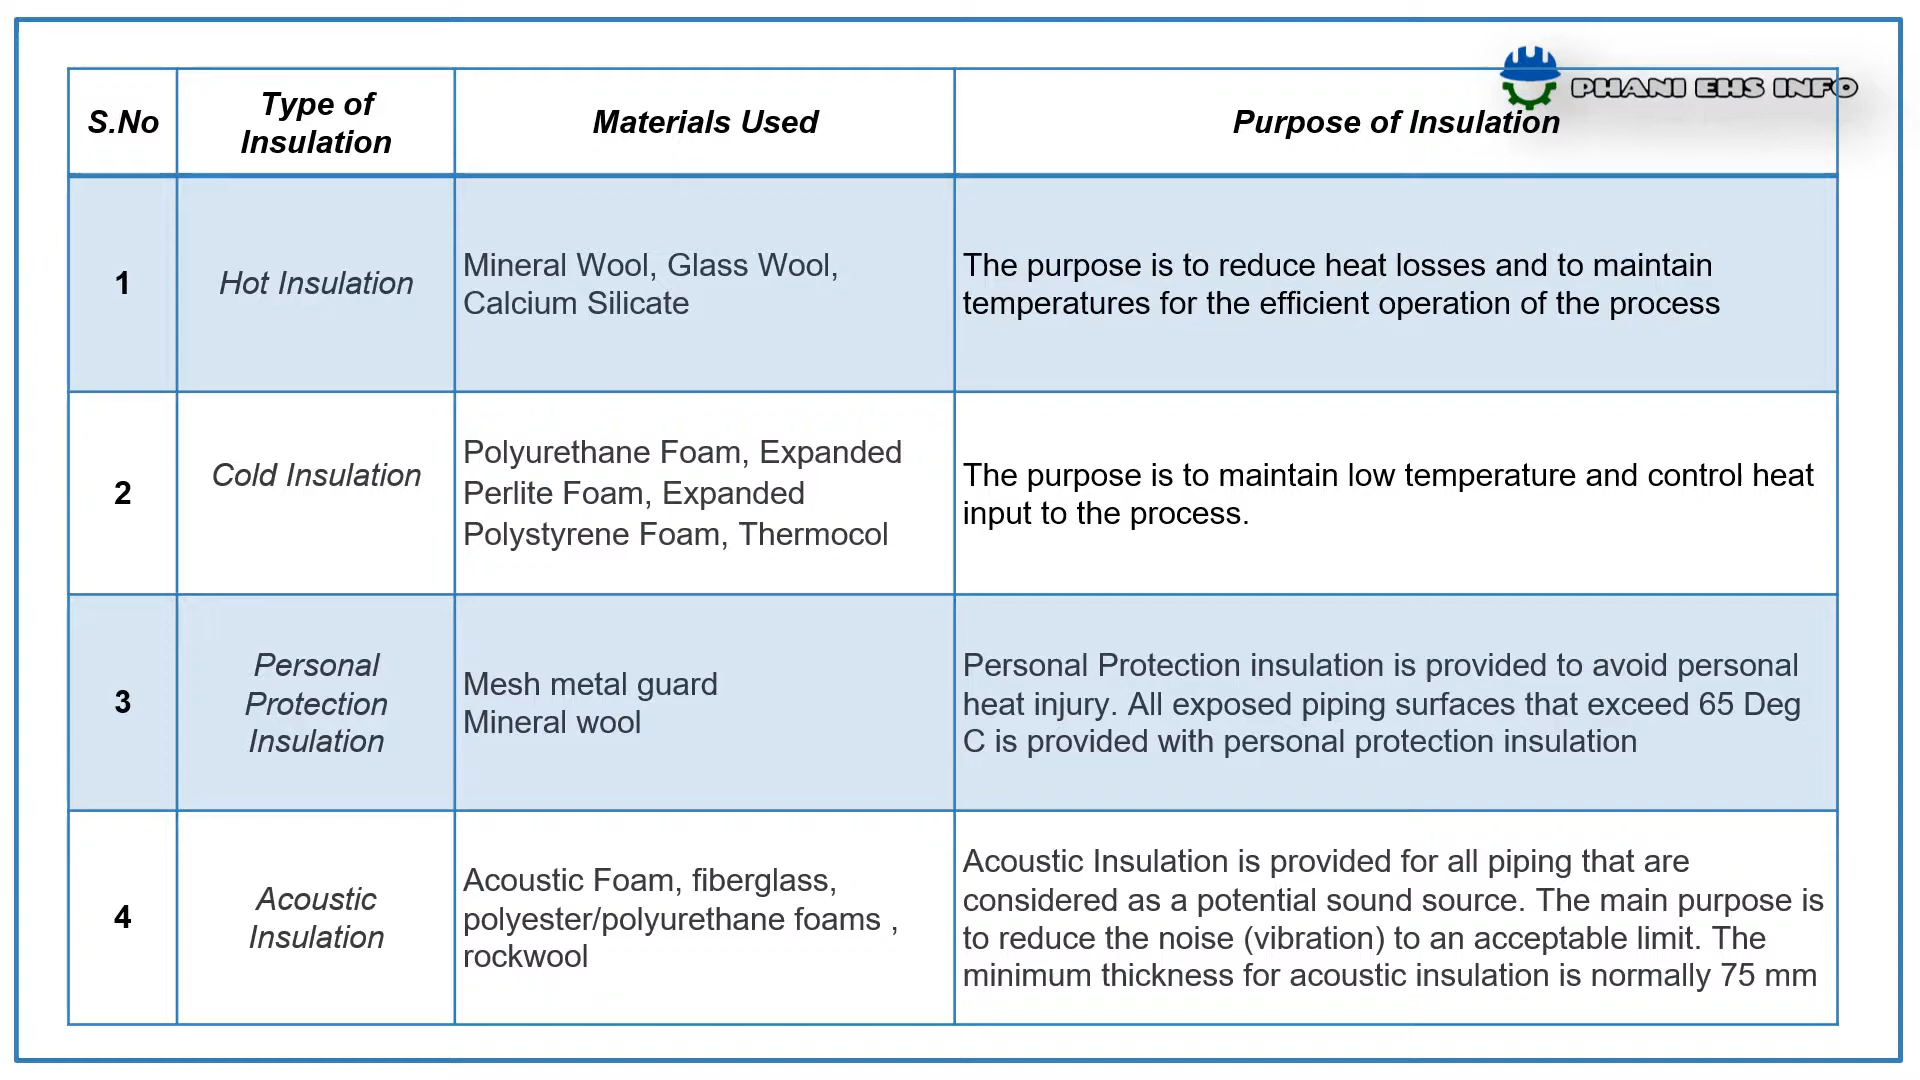 PHANI EHS INFO
S.No
Type of
Insulation
Materials Used
Purpose of Insulation
1
Hot Insulation
Mineral Wool, Glass Wool,
Calcium Silicate
The purpose is to reduce heat losses and to maintain
temperatures for the efficient operation of the process
2
Cold Insulation
Polyurethane Foam, Expanded
Perlite Foam, Expanded
Polystyrene Foam, Thermocol
The purpose is to maintain low temperature and control heat
input to the process.
3
Personal
Protection
Insulation
Mesh metal guard
Mineral wool
Personal Protection insulation is provided to avoid personal
heat injury. All exposed piping surfaces that exceed 65 Deg
C is provided with personal protection insulation
4
Acoustic
Insulation
Acoustic Foam, fiberglass,
polyester/polyurethane foams ,
rockwool
Acoustic Insulation is provided for all piping that are
considered as a potential sound source. The main purpose is
to reduce the noise (vibration) to an acceptable limit. The
minimum thickness for acoustic insulation is normally 75 mm